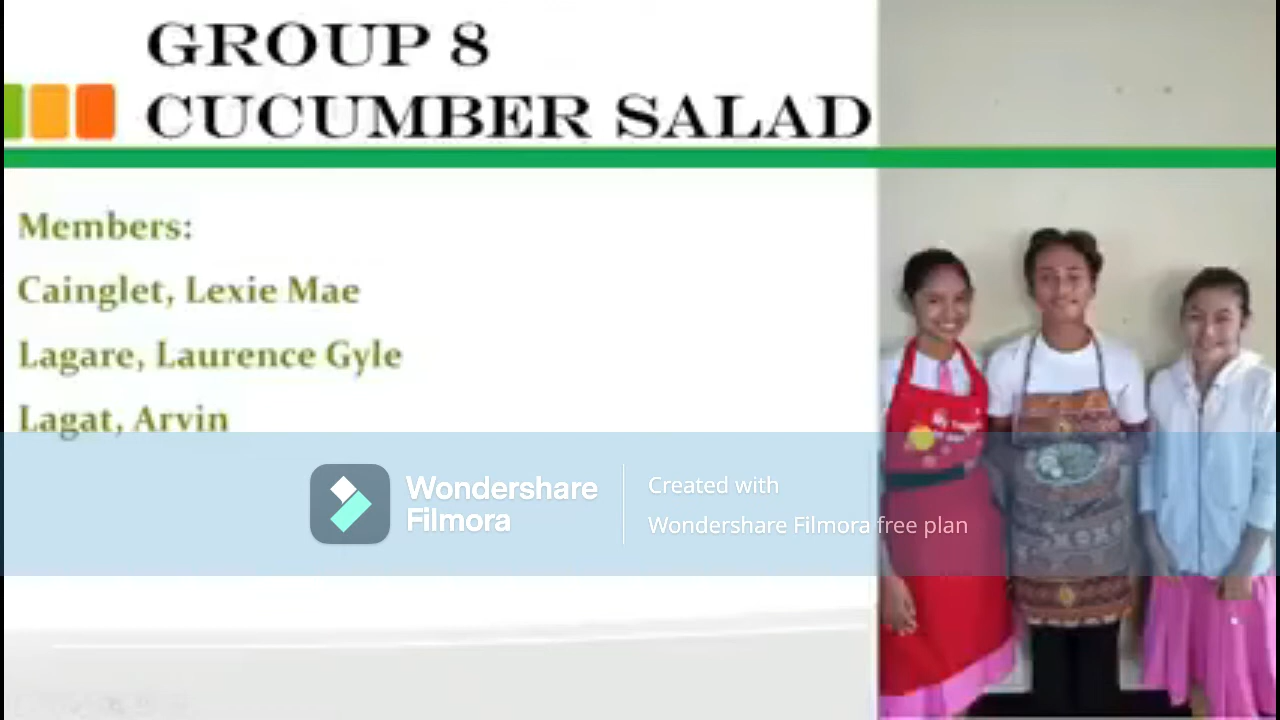 GROUP 8
CUCUMBER SALAD
Members:
Cainglet, Lexie Mae
Lagare, Laurence Gyle
Lagat, Arvin
Wondershare
Filmora
Created with
Wondershare Filmora free plan